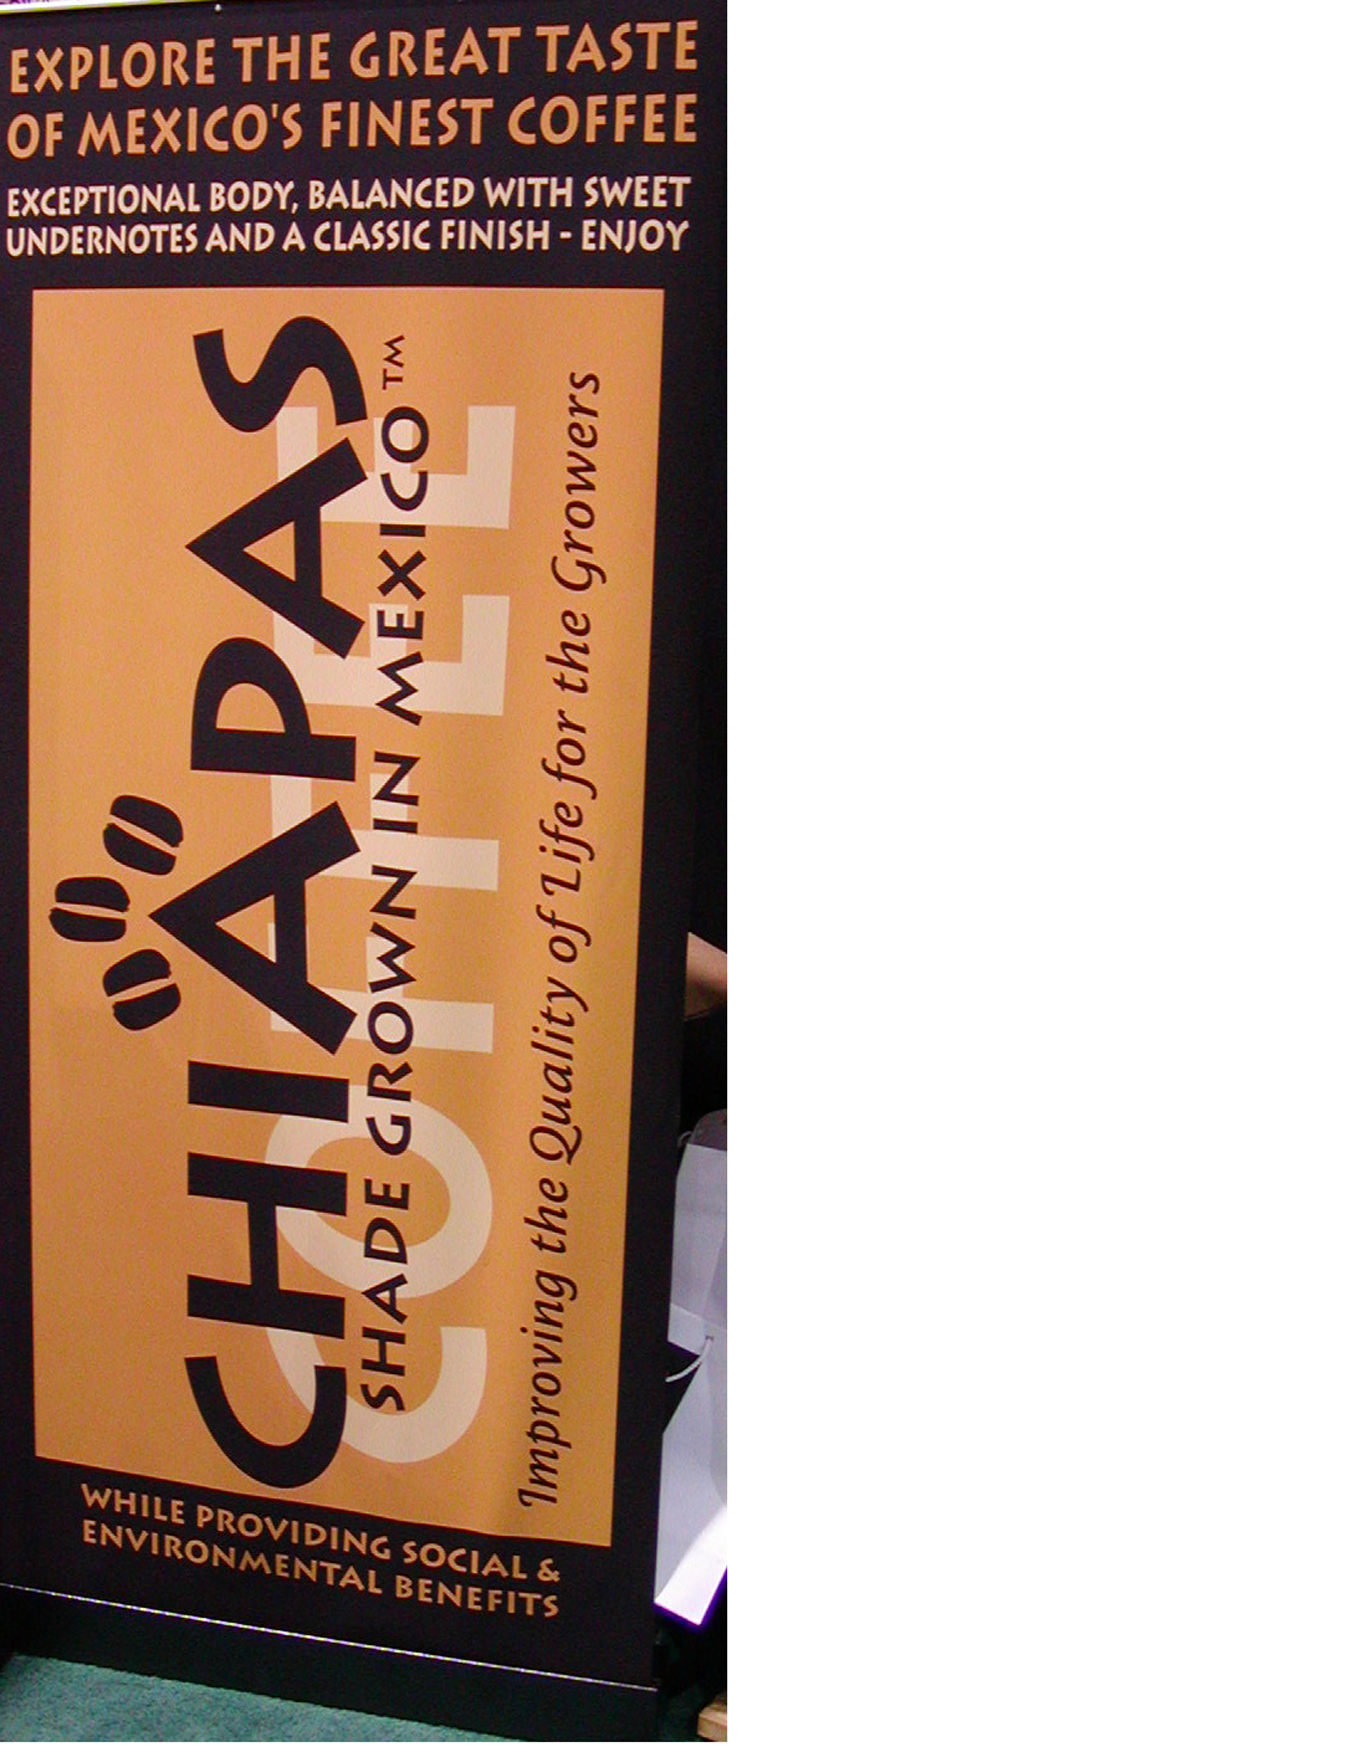 EXPLORE THE GREAT TASTE
OF MEXICO'S FINEST COFFEE
EXCEPTIONAL BODY, BALANCED WITH SWEET
UNDERNOTES AND A CLASSIC FINISH - ENJOY
CHIAPAS
COFFEE
SHADE GROWN IN MEXICO™
Improving the Quality of Life for the Growers
WHILE PROVIDING SOCIAL &
ENVIRONMENTAL BENEFITS